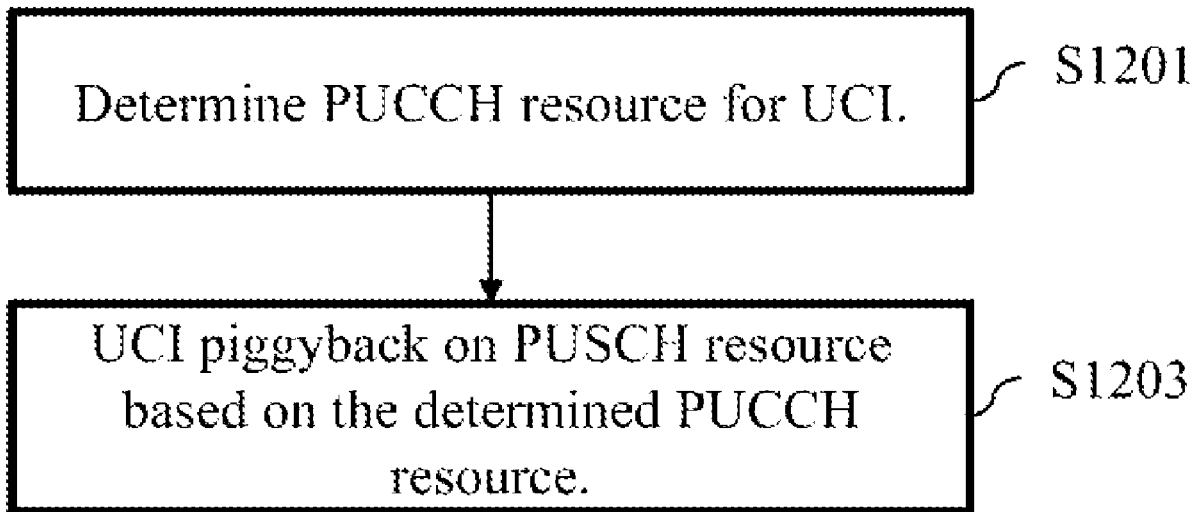 Determine PUCCH resource for UCI.
S1201
UCI piggyback on PUSCH resource
based on the determined PUCCH
resource.
S1203